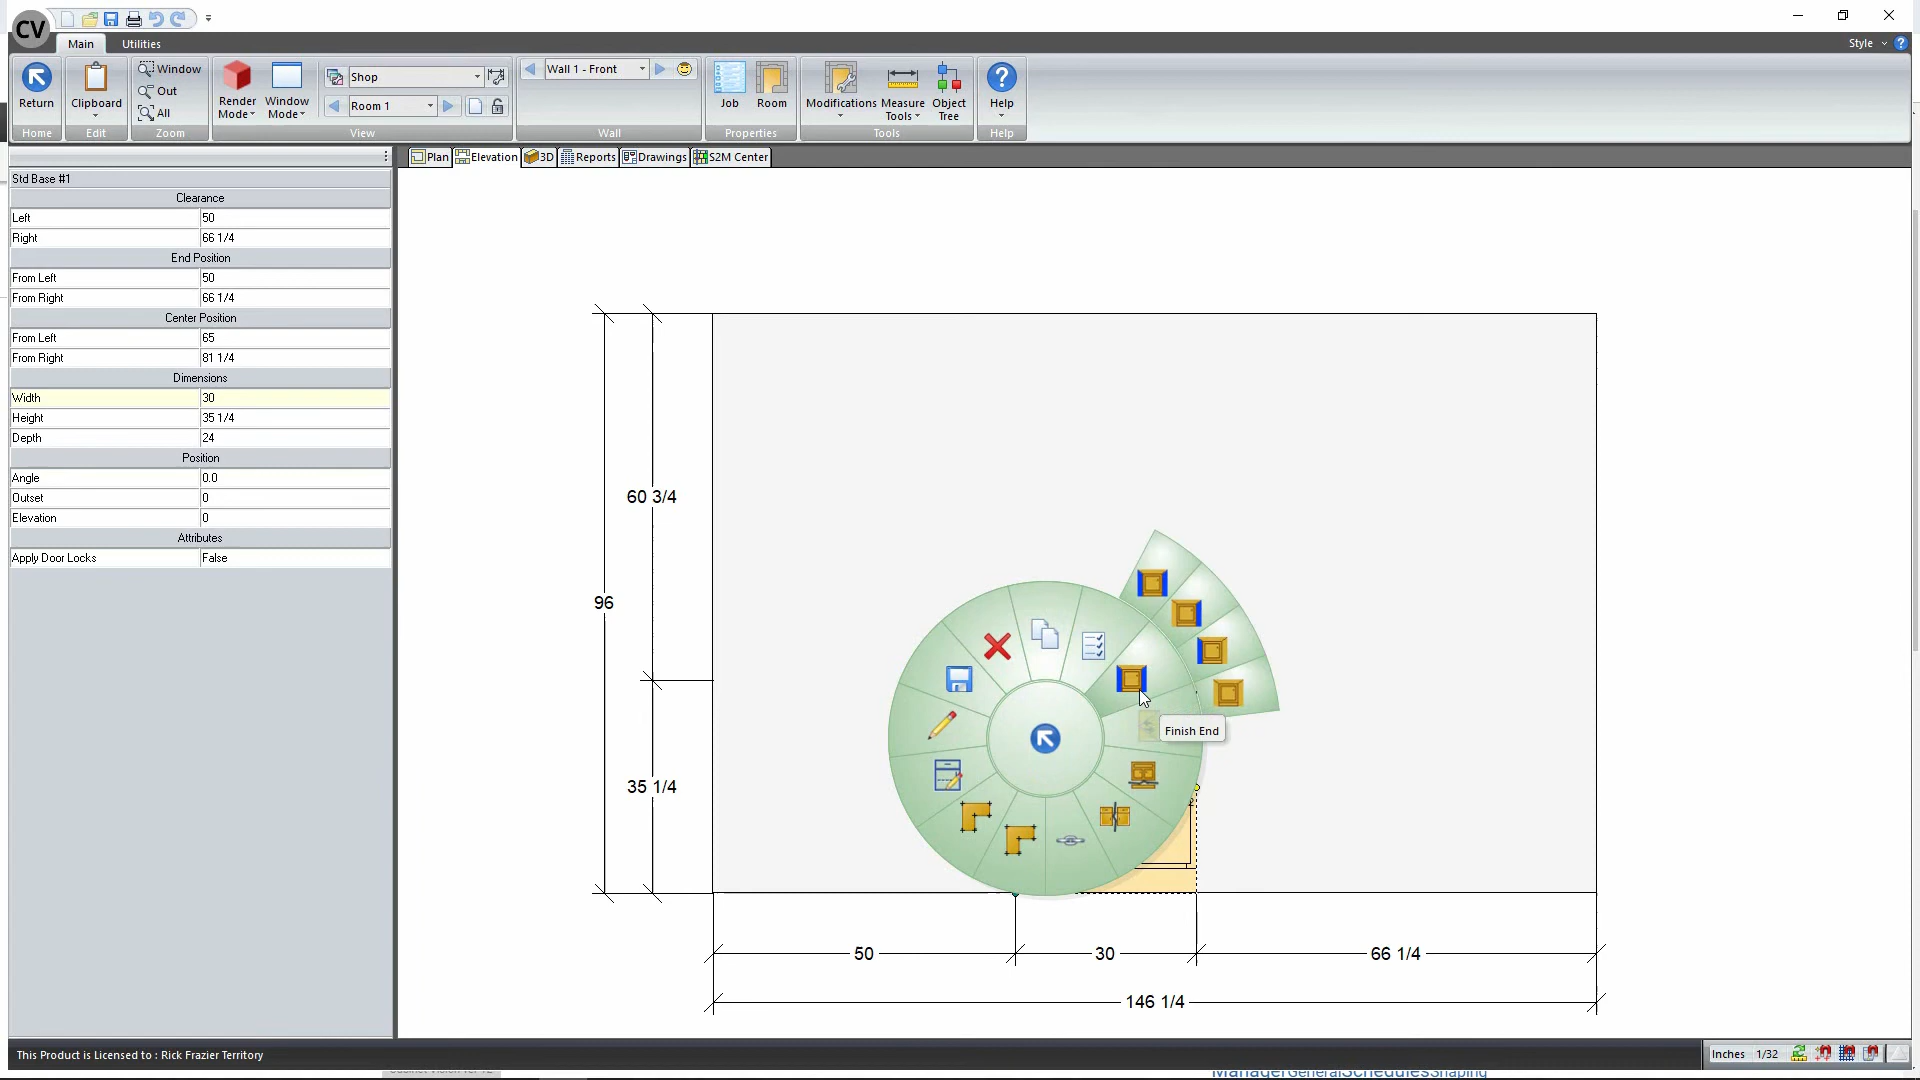 CV
Main
Utilities
Style
Return
Home
Clipboard
Edit
Window
Out
All
Zoom
Render
Mode
Window
Mode
Shop
Room 1
View
Wall 1 - Front
Wall
Job
Room
Properties
Modifications
Measure
Tools
Object
Tree
Tools
Help
Help
Plan
Elevation
3D
Reports
Drawings
S2M Center
Std Base #1
Clearance
Left 50
Right 66 1/4
End Position
From Left 50
From Right 66 1/4
Center Position
From Left 65
From Right 81 1/4
Dimensions
Width 30
Height 35 1/4
Depth 24
Position
Angle 0.0
Outset 0
Elevation 0
Attributes
Apply Door Locks False
60 3/4
96
35 1/4
Finish End
50
30
66 1/4
146 1/4
This Product is Licensed to : Rick Frazier Territory
Inches 1/32
ManagerGeneralSchedulesShaping